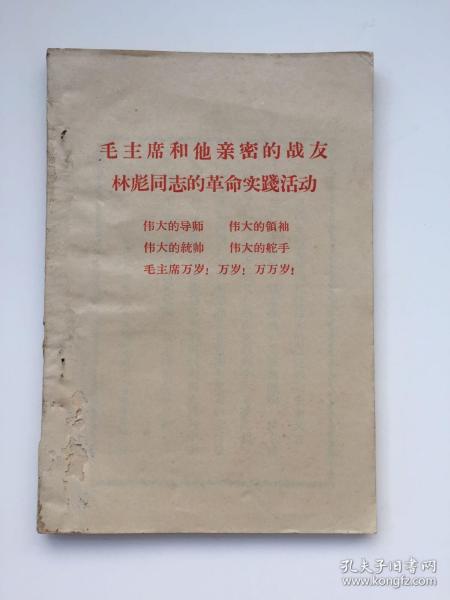 毛主席和他亲密的战友
林彪同志的革命实践活动
伟大的导师 伟大的領袖
伟大的統帅 伟大的舵手
毛主席万岁！万岁！万万岁！
孔夫子旧书网
www.kongfz.com